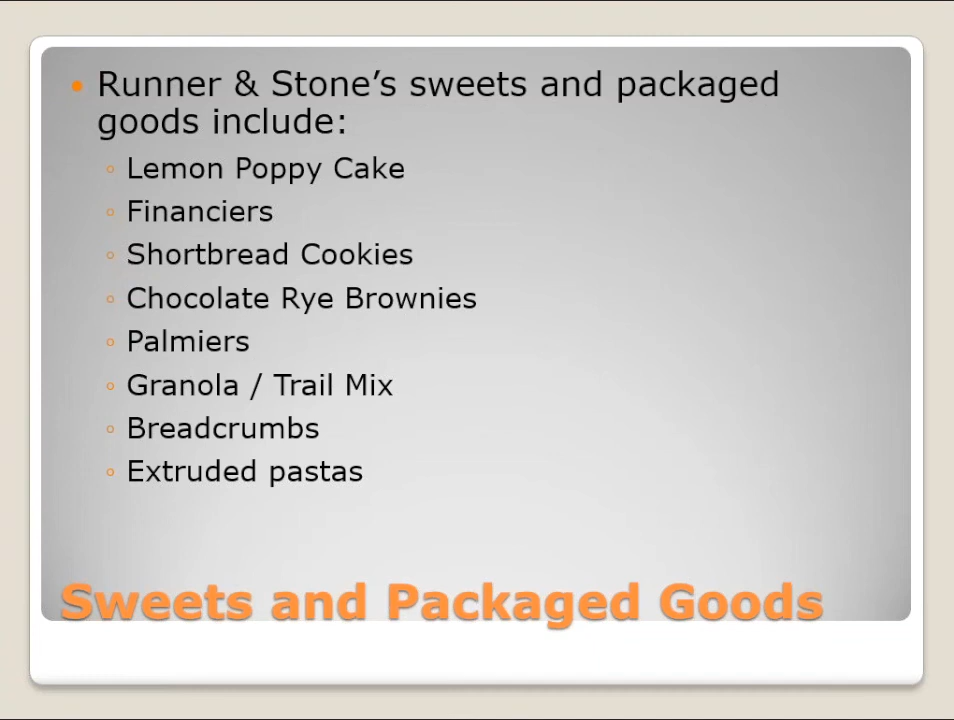 Runner & Stone’s sweets and packaged
goods include:
Lemon Poppy Cake
Financiers
Shortbread Cookies
Chocolate Rye Brownies
Palmiers
Granola / Trail Mix
Breadcrumbs
Extruded pastas
Sweets and Packaged Goods